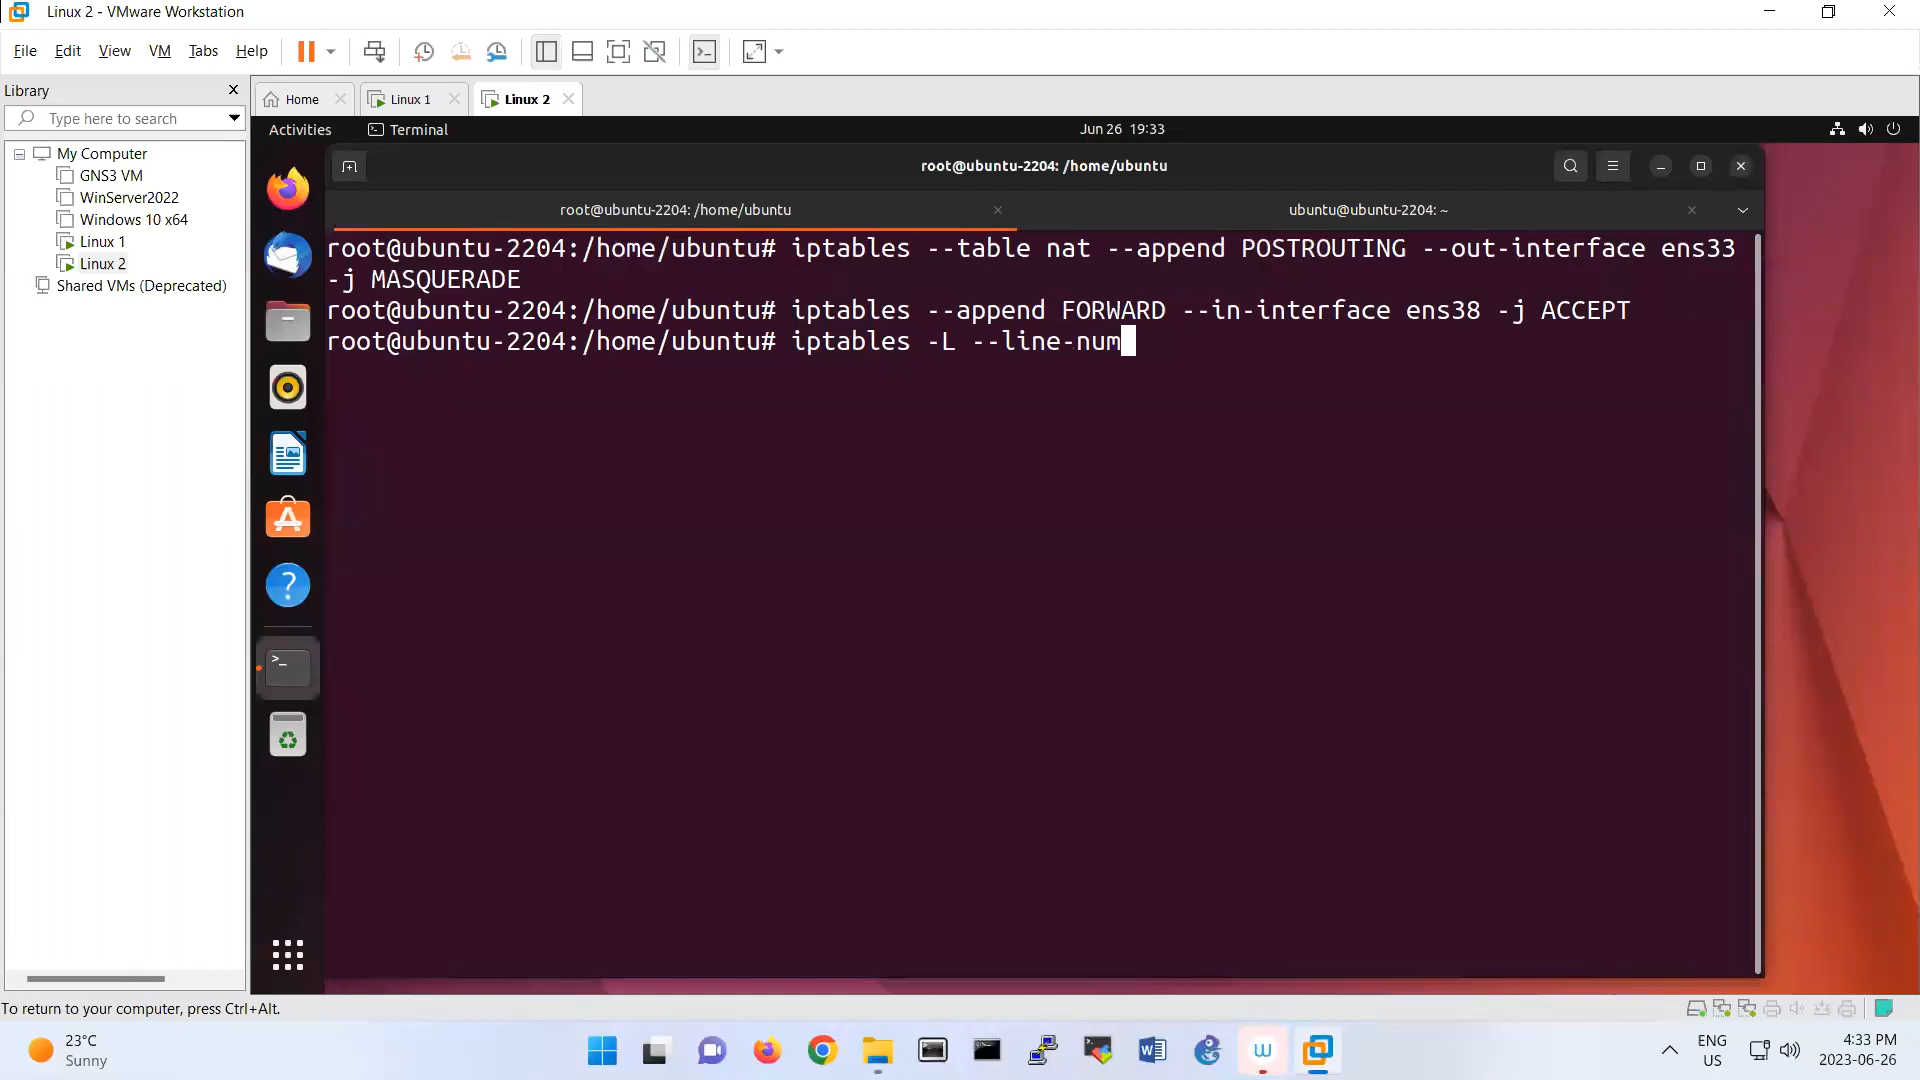 Linux 2 - VMware Workstation
File Edit View VM Tabs Help
Library
Type here to search
My Computer
GNS3 VM
WinServer2022
Windows 10 x64
Linux 1
Linux 2
Shared VMs (Deprecated)
Home
Linux 1
Linux 2
Activities
Terminal
Jun 26 19:33
root@ubuntu-2204: /home/ubuntu
root@ubuntu-2204: /home/ubuntu
ubuntu@ubuntu-2204: ~
root@ubuntu-2204:/home/ubuntu# iptables --table nat --append POSTROUTING --out-interface ens33
-j MASQUERADE
root@ubuntu-2204:/home/ubuntu# iptables --append FORWARD --in-interface ens38 -j ACCEPT
root@ubuntu-2204:/home/ubuntu# iptables -L --line-num
To return to your computer, press Ctrl+Alt.
23°C
Sunny
ENG
US
4:33 PM
2023-06-26